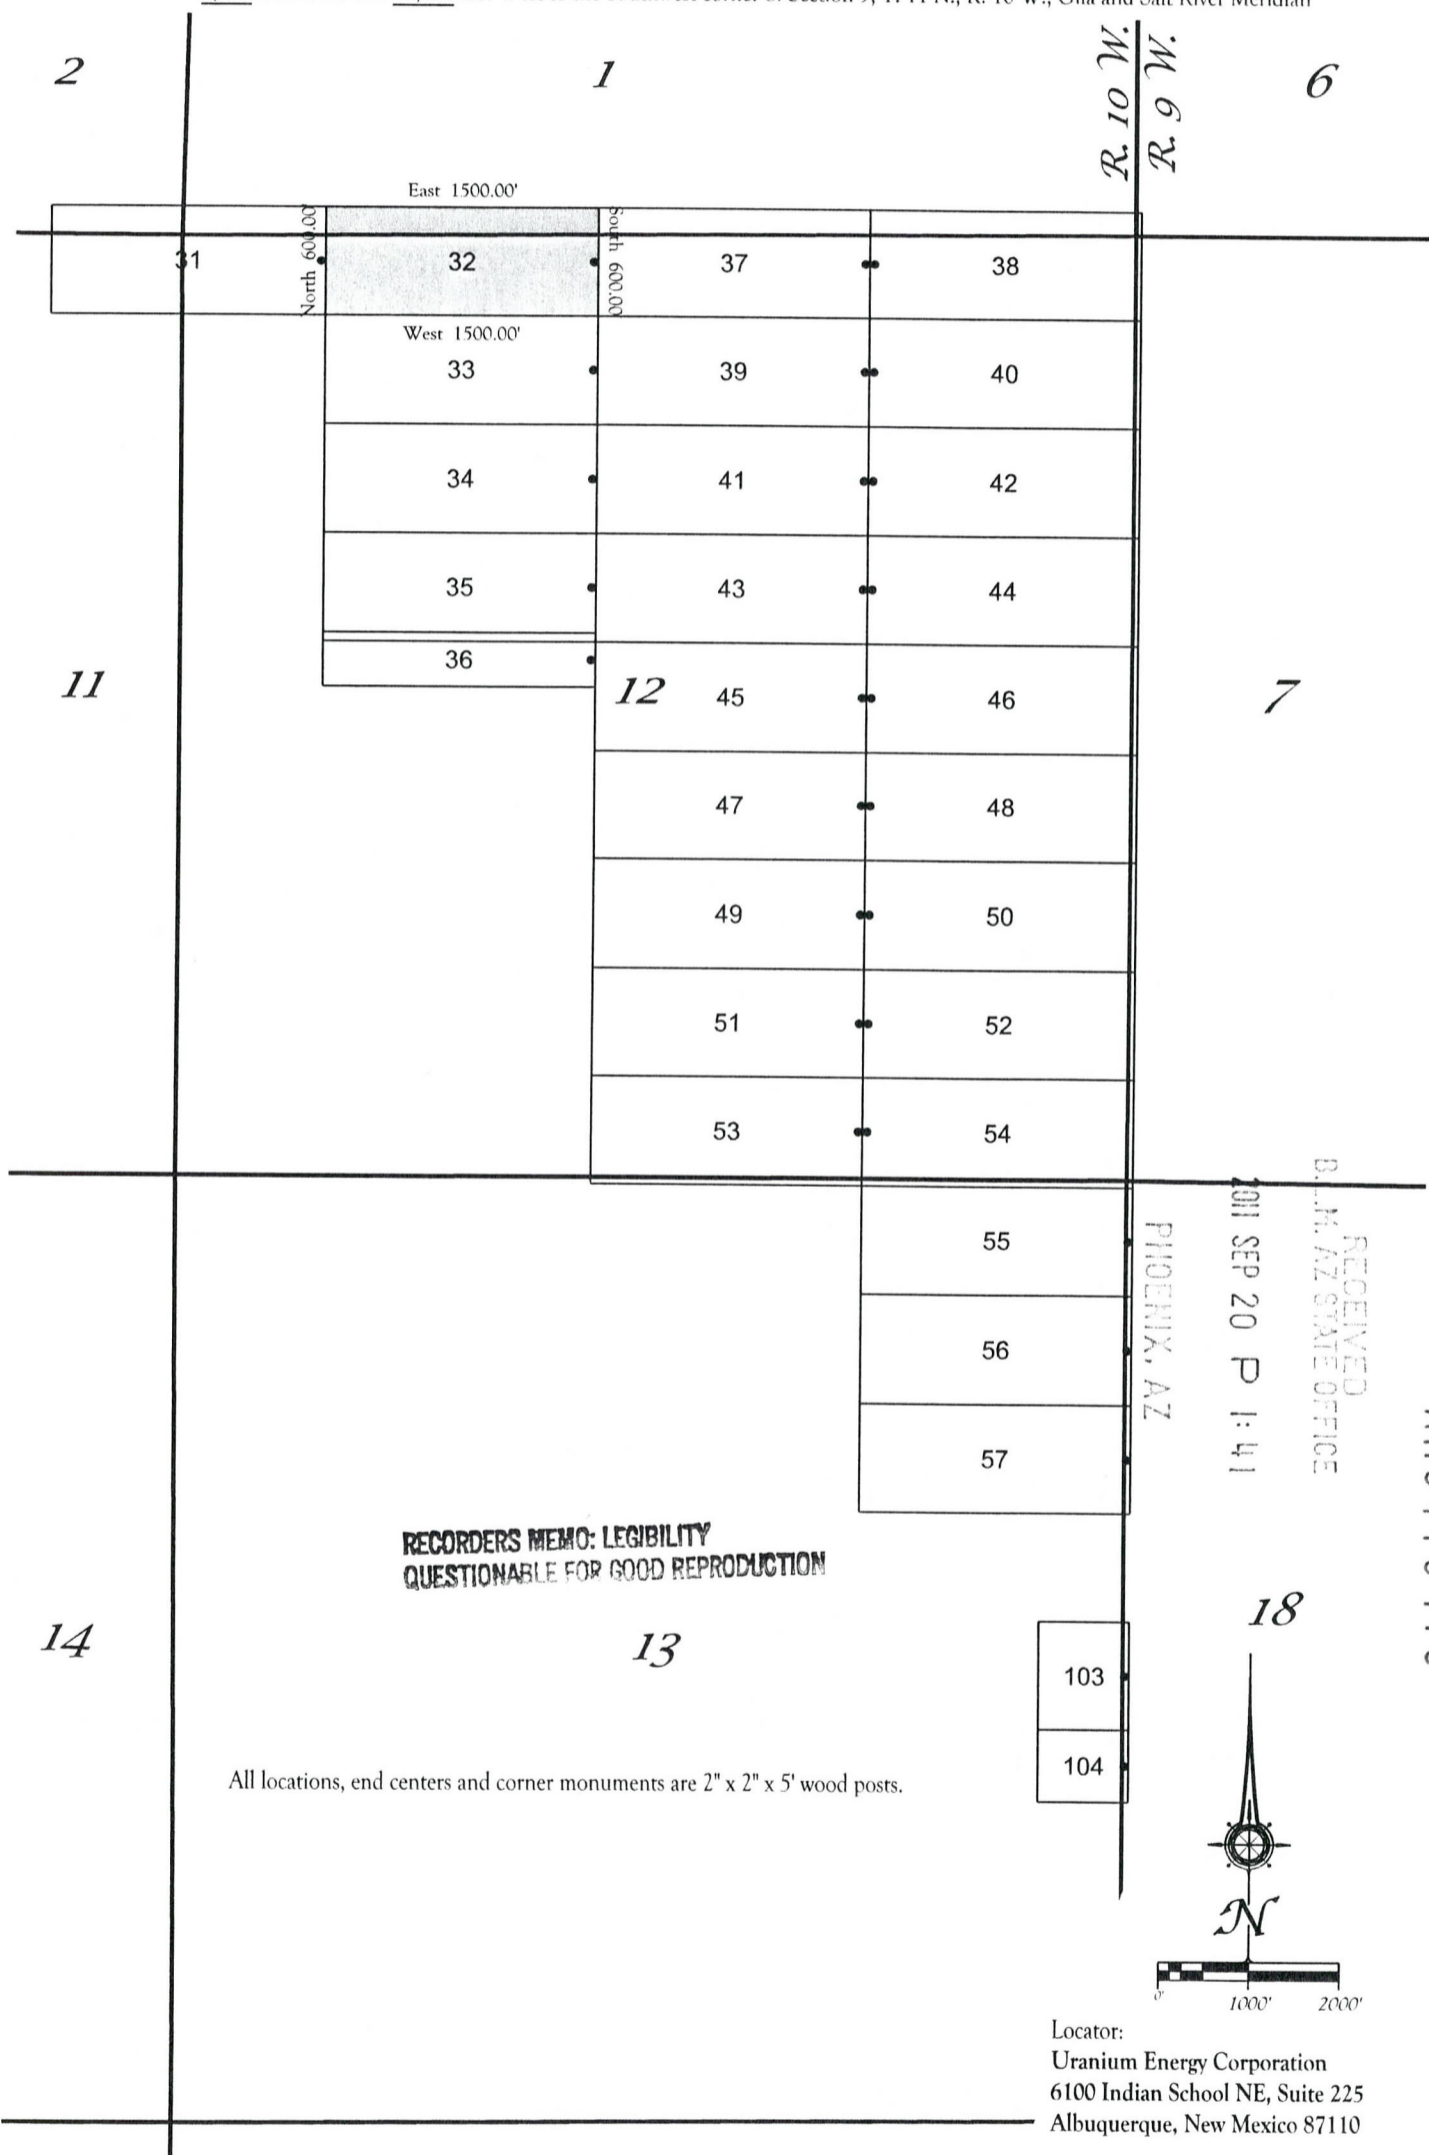 2
1
6
R. 10 W.
R. 9 W.
East 1500.00'
North 600.00'
South 600.00'
31
32
37
38
West 1500.00'
33
39
40
34
41
42
35
43
44
36
11
12
45
46
7
47
48
49
50
51
52
53
54
55
56
57
RECEIVED
B. .M. AZ STATE OFFICE
2011 SEP 20 P 1:41
PHOENIX, AZ
RECORDERS MEMO: LEGIBILITY
QUESTIONABLE FOR GOOD REPRODUCTION
14
13
18
103
104
All locations, end centers and corner monuments are 2" x 2" x 5' wood posts.
N
0' 1000' 2000'
Locator:
Uranium Energy Corporation
6100 Indian School NE, Suite 225
Albuquerque, New Mexico 87110